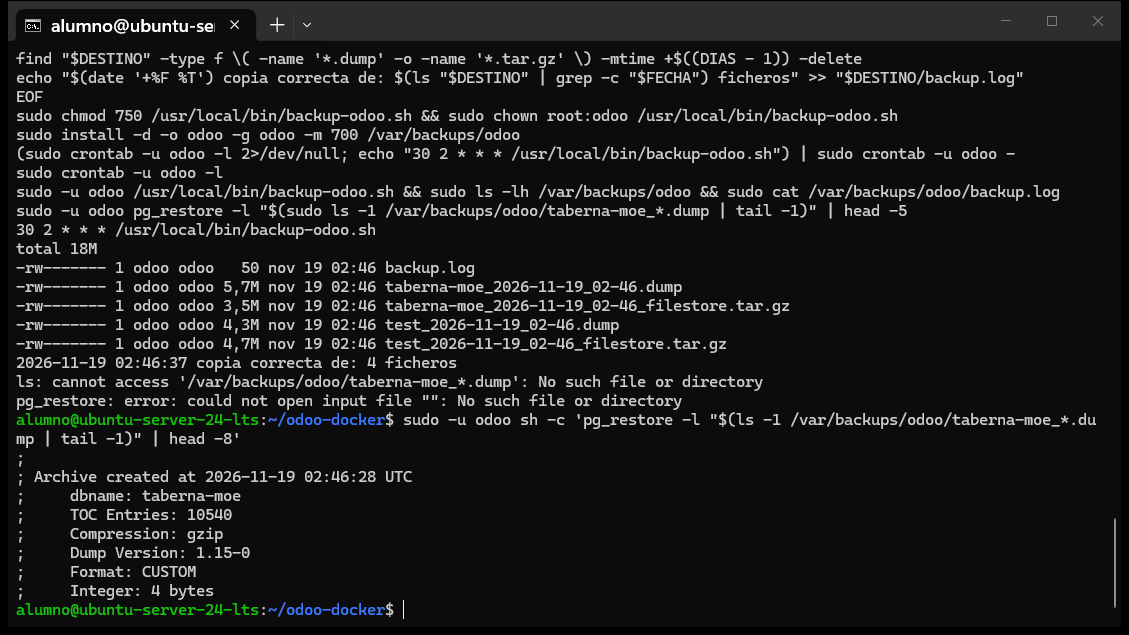 alumno@ubuntu-ser
find "$DESTINO" -type f \( -name '*.dump' -o -name '*.tar.gz' \) -mtime +$((DIAS - 1)) -delete
echo "$(date '+%F %T') copia correcta de: $(ls "$DESTINO" | grep -c "$FECHA") ficheros" >> "$DESTINO/backup.log"
EOF
sudo chmod 750 /usr/local/bin/backup-odoo.sh && sudo chown root:odoo /usr/local/bin/backup-odoo.sh
sudo install -d -o odoo -g odoo -m 700 /var/backups/odoo
(sudo crontab -u odoo -l 2>/dev/null; echo "30 2 * * * /usr/local/bin/backup-odoo.sh") | sudo crontab -u odoo -
sudo crontab -u odoo -l
sudo -u odoo /usr/local/bin/backup-odoo.sh && sudo ls -lh /var/backups/odoo && sudo cat /var/backups/odoo/backup.log
sudo -u odoo pg_restore -l "$(sudo ls -1 /var/backups/odoo/taberna-moe_*.dump | tail -1)" | head -5
30 2 * * * /usr/local/bin/backup-odoo.sh
total 18M
-rw------- 1 odoo odoo   50 nov 19 02:46 backup.log
-rw------- 1 odoo odoo 5,7M nov 19 02:46 taberna-moe_2026-11-19_02-46.dump
-rw------- 1 odoo odoo 3,5M nov 19 02:46 taberna-moe_2026-11-19_02-46_filestore.tar.gz
-rw------- 1 odoo odoo 4,3M nov 19 02:46 test_2026-11-19_02-46.dump
-rw------- 1 odoo odoo 4,7M nov 19 02:46 test_2026-11-19_02-46_filestore.tar.gz
2026-11-19 02:46:37 copia correcta de: 4 ficheros
ls: cannot access '/var/backups/odoo/taberna-moe_*.dump': No such file or directory
pg_restore: error: could not open input file "": No such file or directory
alumno@ubuntu-server-24-lts:~/odoo-docker$ sudo -u odoo sh -c 'pg_restore -l "$(ls -1 /var/backups/odoo/taberna-moe_*.du
mp | tail -1)" | head -8'
;
; Archive created at 2026-11-19 02:46:28 UTC
;     dbname: taberna-moe
;     TOC Entries: 10540
;     Compression: gzip
;     Dump Version: 1.15-0
;     Format: CUSTOM
;     Integer: 4 bytes
alumno@ubuntu-server-24-lts:~/odoo-docker$